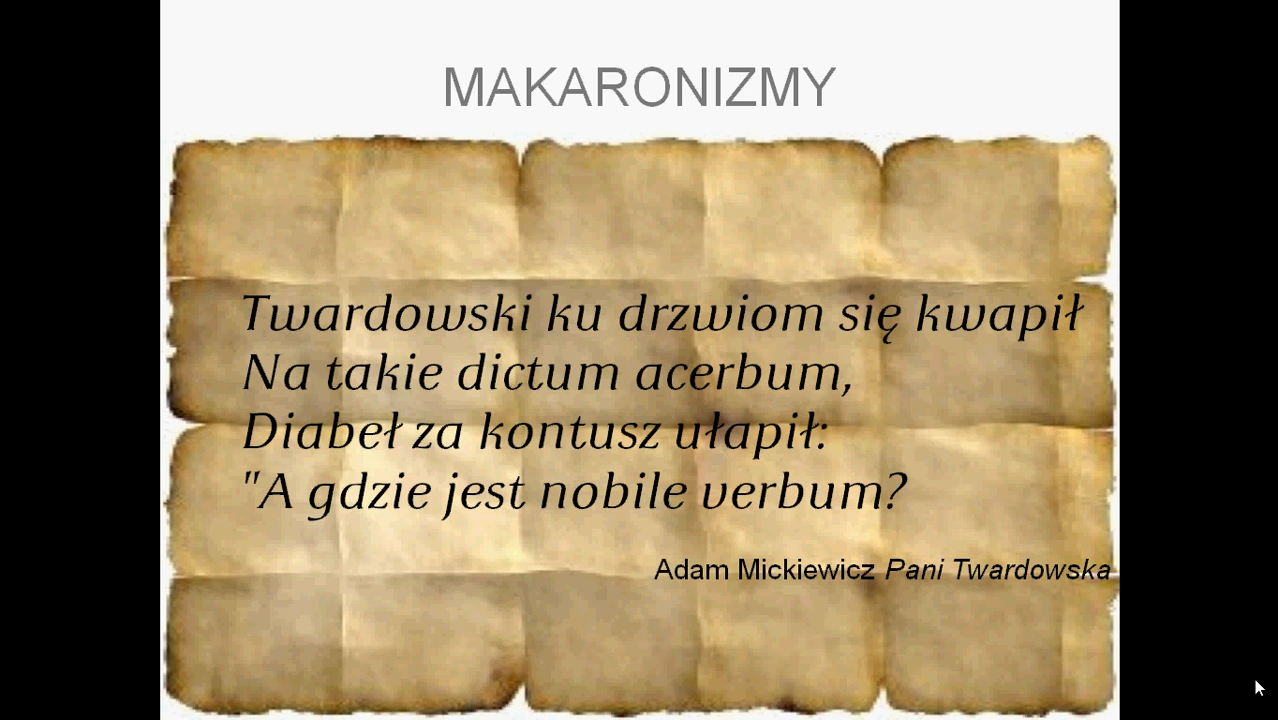 MAKARONIZMY
Twardowski ku drzwiom się kwapił
Na takie dictum acerbum,
Diabeł za kontusz ułapił:
"A gdzie jest nobile verbum?
Adam Mickiewicz Pani Twardowska